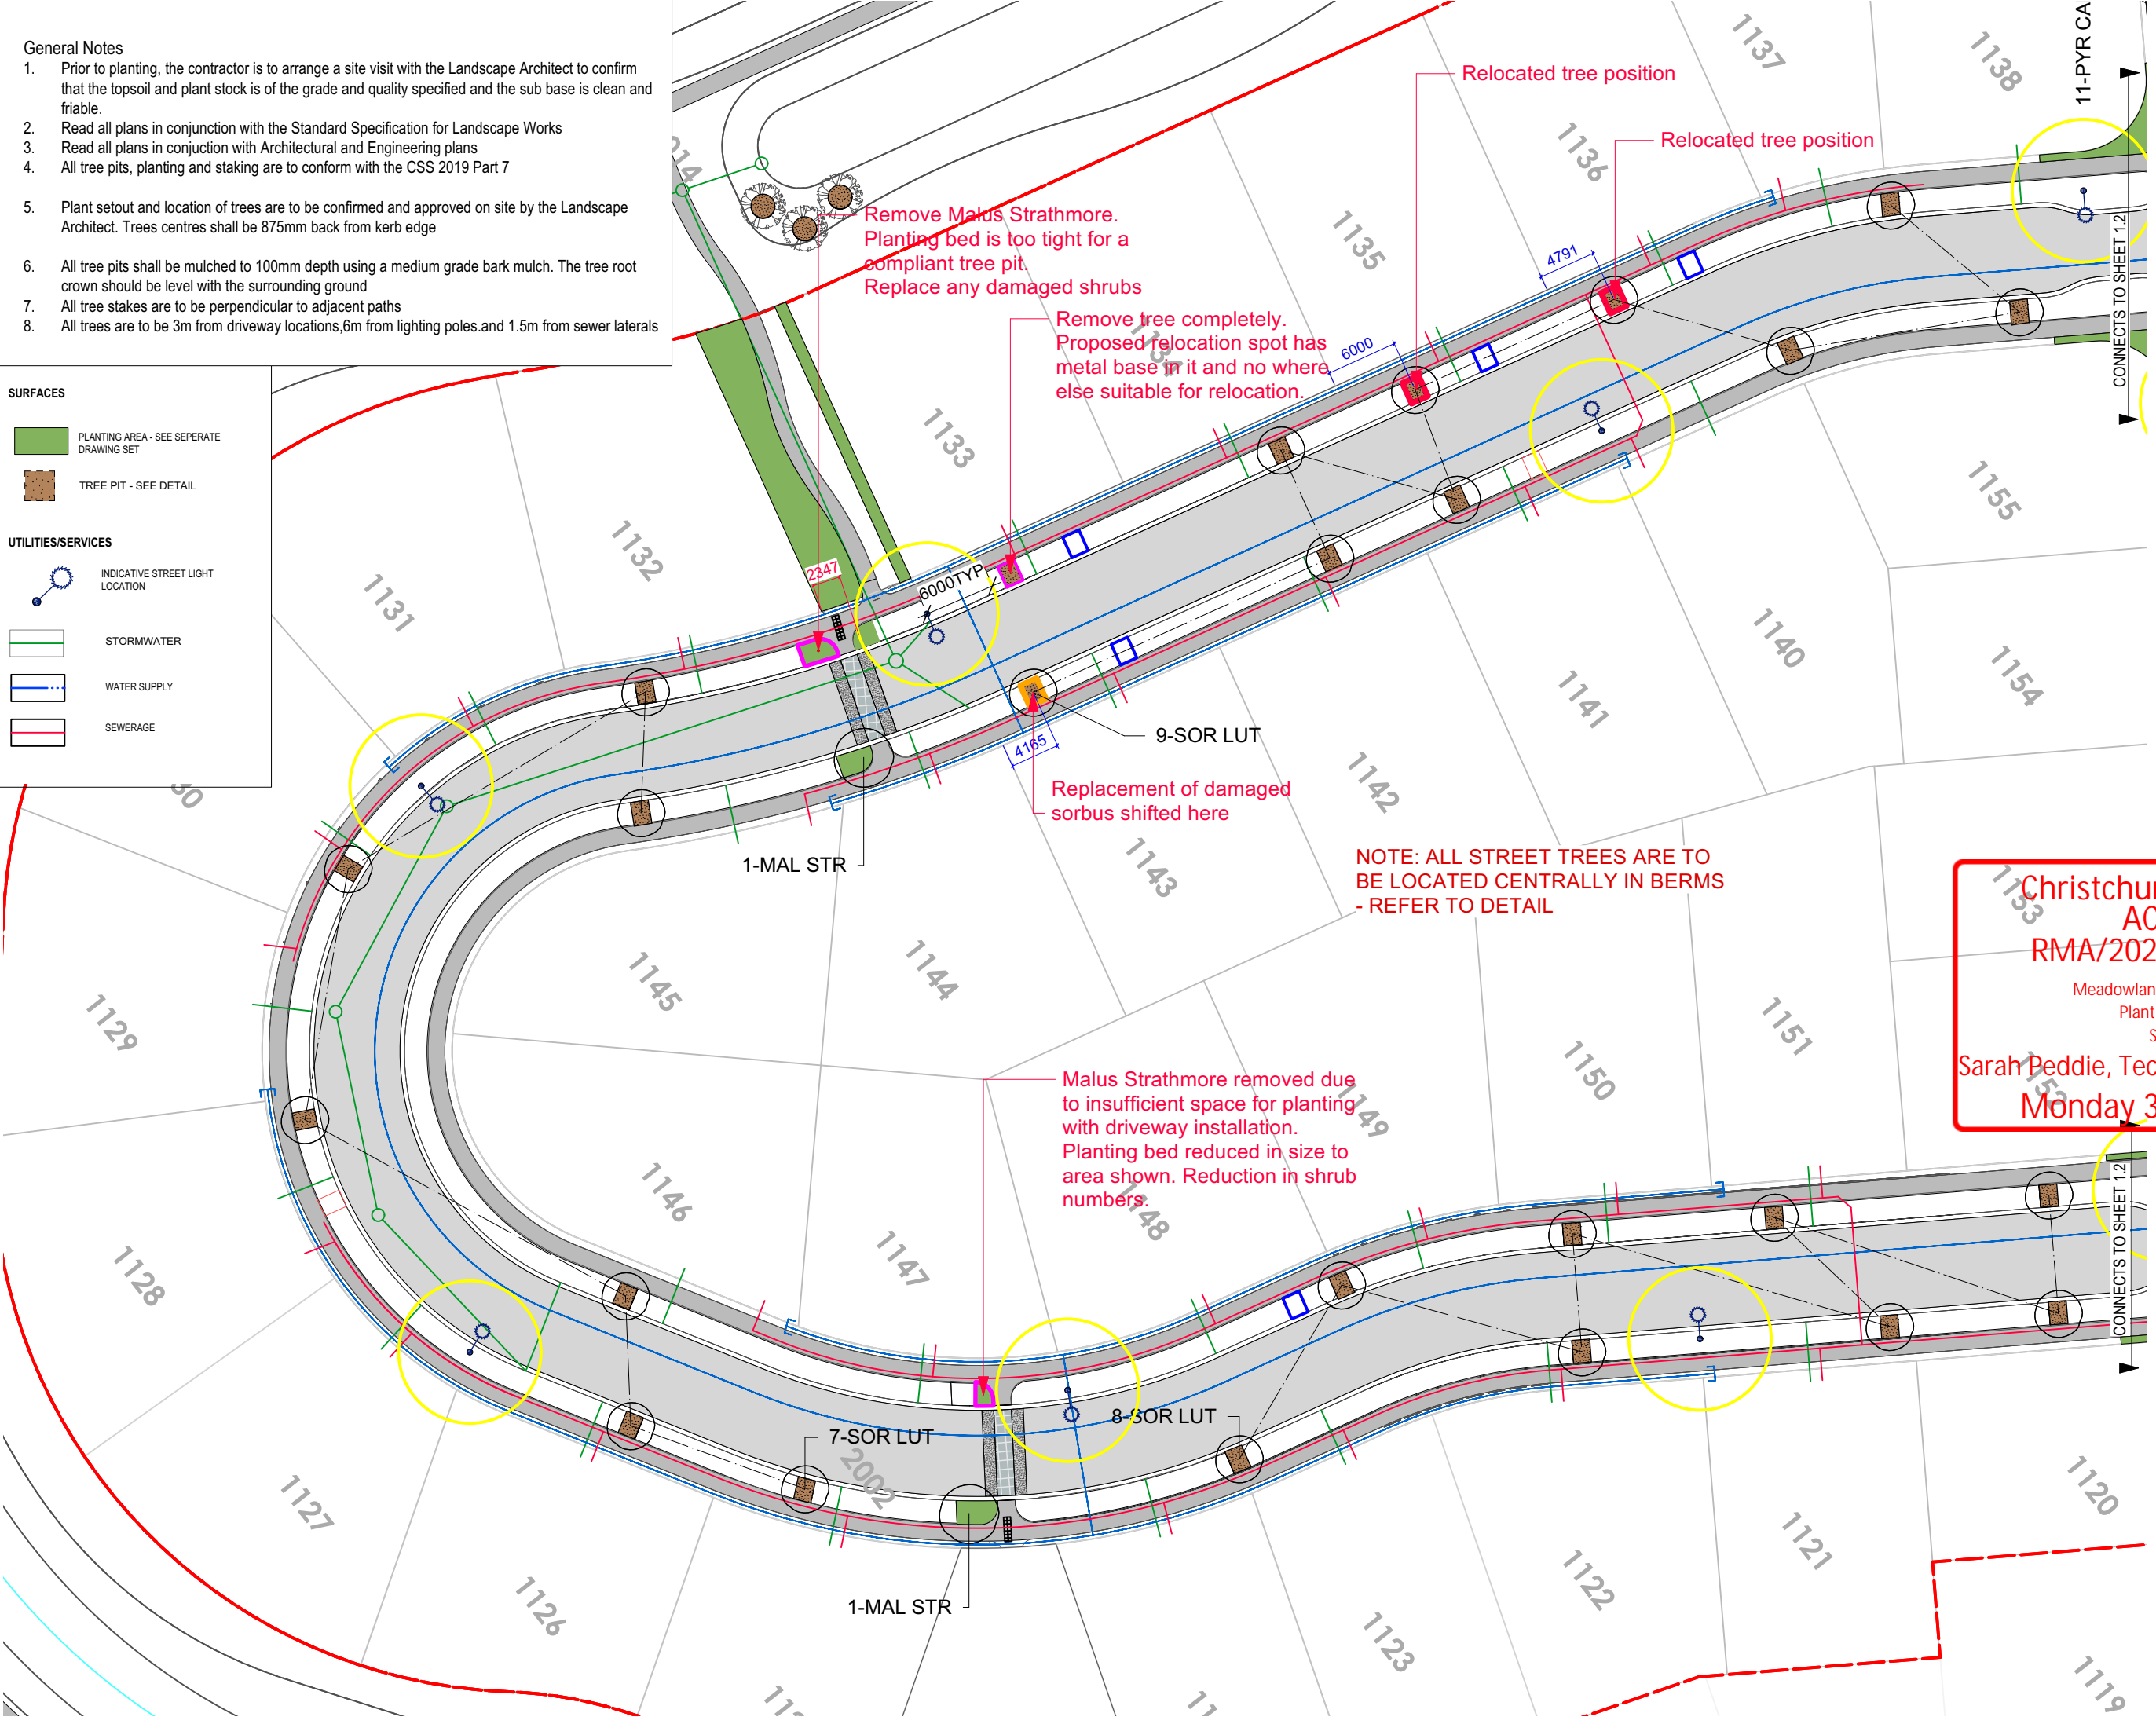 General Notes
1. Prior to planting, the contractor is to arrange a site visit with the Landscape Architect to confirm
that the topsoil and plant stock is of the grade and quality specified and the sub base is clean and
friable.
2. Read all plans in conjunction with the Standard Specification for Landscape Works
3. Read all plans in conjuction with Architectural and Engineering plans
4. All tree pits, planting and staking are to conform with the CSS 2019 Part 7
5. Plant setout and location of trees are to be confirmed and approved on site by the Landscape
Architect. Trees centres shall be 875mm back from kerb edge
6. All tree pits shall be mulched to 100mm depth using a medium grade bark mulch. The tree root
crown should be level with the surrounding ground
7. All tree stakes are to be perpendicular to adjacent paths
8. All trees are to be 3m from driveway locations,6m from lighting poles.and 1.5m from sewer laterals
SURFACES
PLANTING AREA - SEE SEPERATE
DRAWING SET
TREE PIT - SEE DETAIL
UTILITIES/SERVICES
INDICATIVE STREET LIGHT
LOCATION
STORMWATER
WATER SUPPLY
SEWERAGE
Relocated tree position
Relocated tree position
Remove Malus Strathmore.
Planting bed is too tight for a
compliant tree pit.
Replace any damaged shrubs
Remove tree completely.
Proposed relocation spot has
metal base in it and no where
else suitable for relocation.
11-PYR CA
CONNECTS TO SHEET 1.2
1137
1138
1136
1135
1134
1133
1132
1131
4791
6000
2347
6000TYP
4165
9-SOR LUT
Replacement of damaged
sorbus shifted here
1-MAL STR
1155
1154
1140
1141
1142
1143
1144
1145
NOTE: ALL STREET TREES ARE TO
BE LOCATED CENTRALLY IN BERMS
- REFER TO DETAIL
1153
Christchu
RMA/202
Meadowlan
Plant
S
Sarah Peddie, Tec
1152
Monday 3
1129
1151
1150
1149
1148
Malus Strathmore removed due
to insufficient space for planting
with driveway installation.
Planting bed reduced in size to
area shown. Reduction in shrub
numbers.
1146
1147
1128
CONNECTS TO SHEET 1.2
7-SOR LUT
8-SOR LUT
2002
1127
1126
1-MAL STR
1120
1121
1122
1123
1119